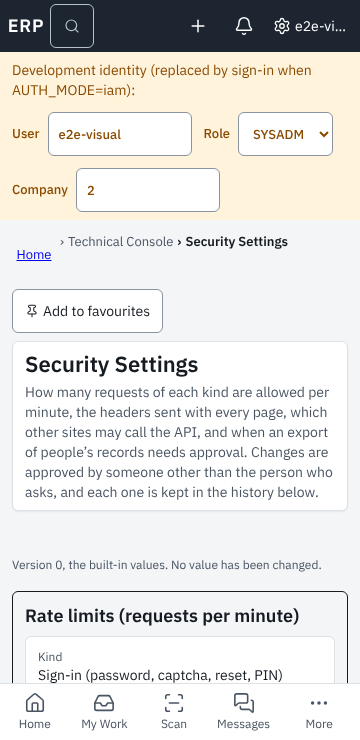 ERP
e2e-vi...
Development identity (replaced by sign-in when
AUTH_MODE=iam):
User e2e-visual Role SYSADM
Company 2
Home › Technical Console › Security Settings
Add to favourites
Security Settings
How many requests of each kind are allowed per
minute, the headers sent with every page, which
other sites may call the API, and when an export
of people’s records needs approval. Changes are
approved by someone other than the person who
asks, and each one is kept in the history below.
Version 0, the built-in values. No value has been changed.
Rate limits (requests per minute)
Kind
Sign-in (password, captcha, reset, PIN)
Home My Work Scan Messages More